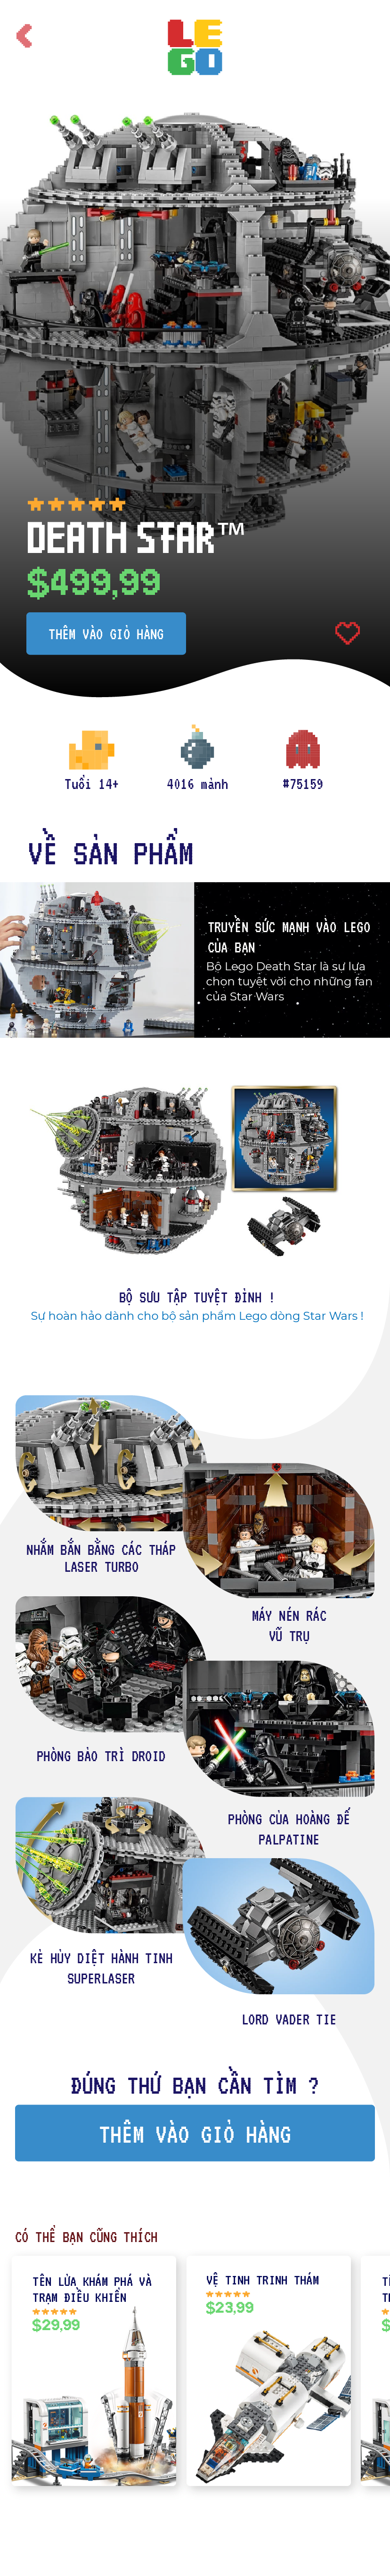 LE
GO
DEATH STAR™
$499,99
THÊM VÀO GIỎ HÀNG
Tuổi 14+
4016 mảnh
#75159
VỀ SẢN PHẨM
TRUYỀN SỨC MẠNH VÀO LEGO
CỦA BẠN
Bộ Lego Death Star là sự lựa
chọn tuyệt vời cho những fan
của Star Wars
BỘ SƯU TẬP TUYỆT ĐỈNH !
Sự hoàn hảo dành cho bộ sản phẩm Lego dòng Star Wars !
NHẮM BẮN BẰNG CÁC THÁP
LASER TURBO
MÁY NÉN RÁC
VŨ TRỤ
PHÒNG BẢO TRÌ DROID
PHÒNG CỦA HOÀNG ĐẾ
PALPATINE
KẺ HỦY DIỆT HÀNH TINH
SUPERLASER
LORD VADER TIE
ĐÚNG THỨ BẠN CẦN TÌM ?
THÊM VÀO GIỎ HÀNG
CÓ THỂ BẠN CŨNG THÍCH
TÊN LỬA KHÁM PHÁ VÀ
TRẠM ĐIỀU KHIỂN
$29,99
VỆ TINH TRINH THÁM
$23,99